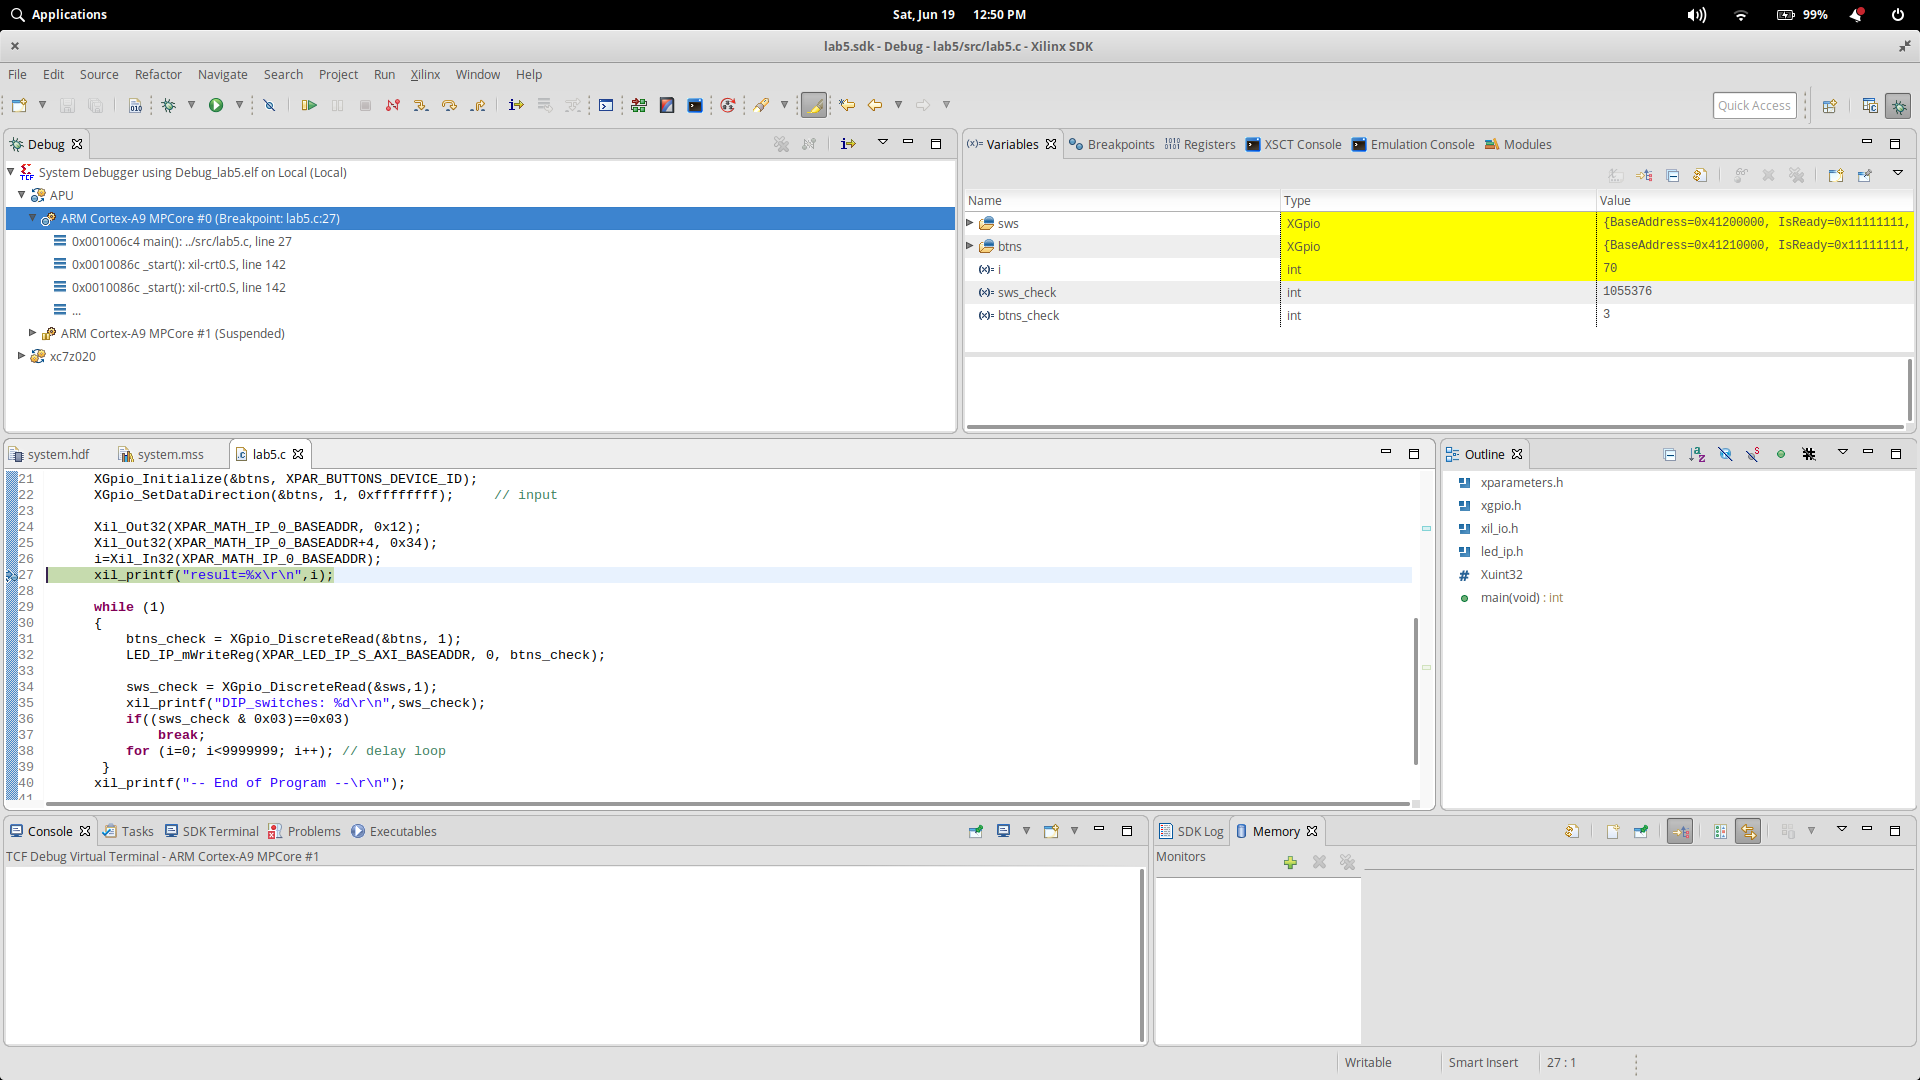 Applications
Sat, Jun 19 12:50 PM
99%
lab5.sdk - Debug - lab5/src/lab5.c - Xilinx SDK
File Edit Source Refactor Navigate Search Project Run Xilinx Window Help
Quick Access
Debug
System Debugger using Debug_lab5.elf on Local (Local)
APU
ARM Cortex-A9 MPCore #0 (Breakpoint: lab5.c:27)
0x001006c4 main(): ../src/lab5.c, line 27
0x0010086c _start(): xil-crt0.S, line 142
0x0010086c _start(): xil-crt0.S, line 142
...
ARM Cortex-A9 MPCore #1 (Suspended)
xc7z020
(x)= Variables Breakpoints Registers XSCT Console Emulation Console Modules
Name Type Value
sws XGpio {BaseAddress=0x41200000, IsReady=0x11111111,
btns XGpio {BaseAddress=0x41210000, IsReady=0x11111111,
(x)= i int 70
(x)= sws_check int 1055376
(x)= btns_check int 3
system.hdf system.mss lab5.c
21 XGpio_Initialize(&btns, XPAR_BUTTONS_DEVICE_ID);
22 XGpio_SetDataDirection(&btns, 1, 0xffffffff); // input
23
24 Xil_Out32(XPAR_MATH_IP_0_BASEADDR, 0x12);
25 Xil_Out32(XPAR_MATH_IP_0_BASEADDR+4, 0x34);
26 i=Xil_In32(XPAR_MATH_IP_0_BASEADDR);
27 xil_printf("result=%x\r\n",i);
28
29 while (1)
30 {
31 btns_check = XGpio_DiscreteRead(&btns, 1);
32 LED_IP_mWriteReg(XPAR_LED_IP_S_AXI_BASEADDR, 0, btns_check);
33
34 sws_check = XGpio_DiscreteRead(&sws,1);
35 xil_printf("DIP_switches: %d\r\n",sws_check);
36 if((sws_check & 0x03)==0x03)
37 break;
38 for (i=0; i<9999999; i++); // delay loop
39 }
40 xil_printf("-- End of Program --\r\n");
41
Outline
xparameters.h
xgpio.h
xil_io.h
led_ip.h
# Xuint32
main(void) : int
Console Tasks SDK Terminal Problems Executables
TCF Debug Virtual Terminal - ARM Cortex-A9 MPCore #1
SDK Log Memory
Monitors
Writable Smart Insert 27 : 1